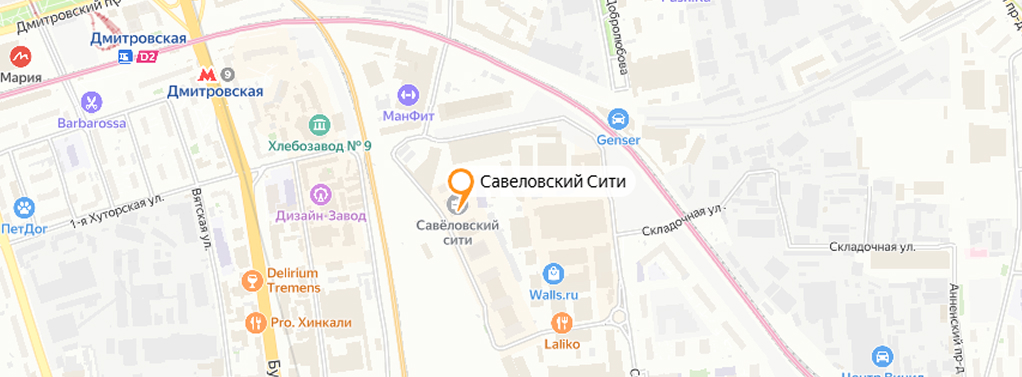 Дмитровский пр.
Дмитровская
D2
Мария
9
Дмитровская
Barbarossa
МанФит
Хлебозавод № 9
Добролюбова
Genser
Савеловский Сити
Савёловский
сити
Дизайн-Завод
1-я Хуторская ул.
Вятская ул.
ПетДог
Складочная ул.
Складочная ул.
Анненский пр-д
Delirium
Tremens
Pro. Хинкали
Walls.ru
Laliko